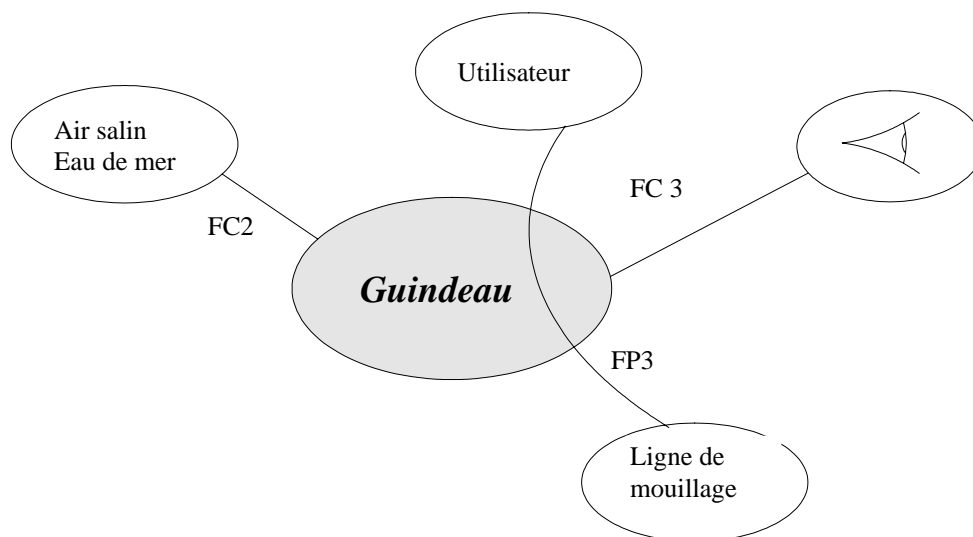 Utilisateur
Air salin
Eau de mer
FC 3
FC2
Guindeau
FP3
Ligne de
mouillage